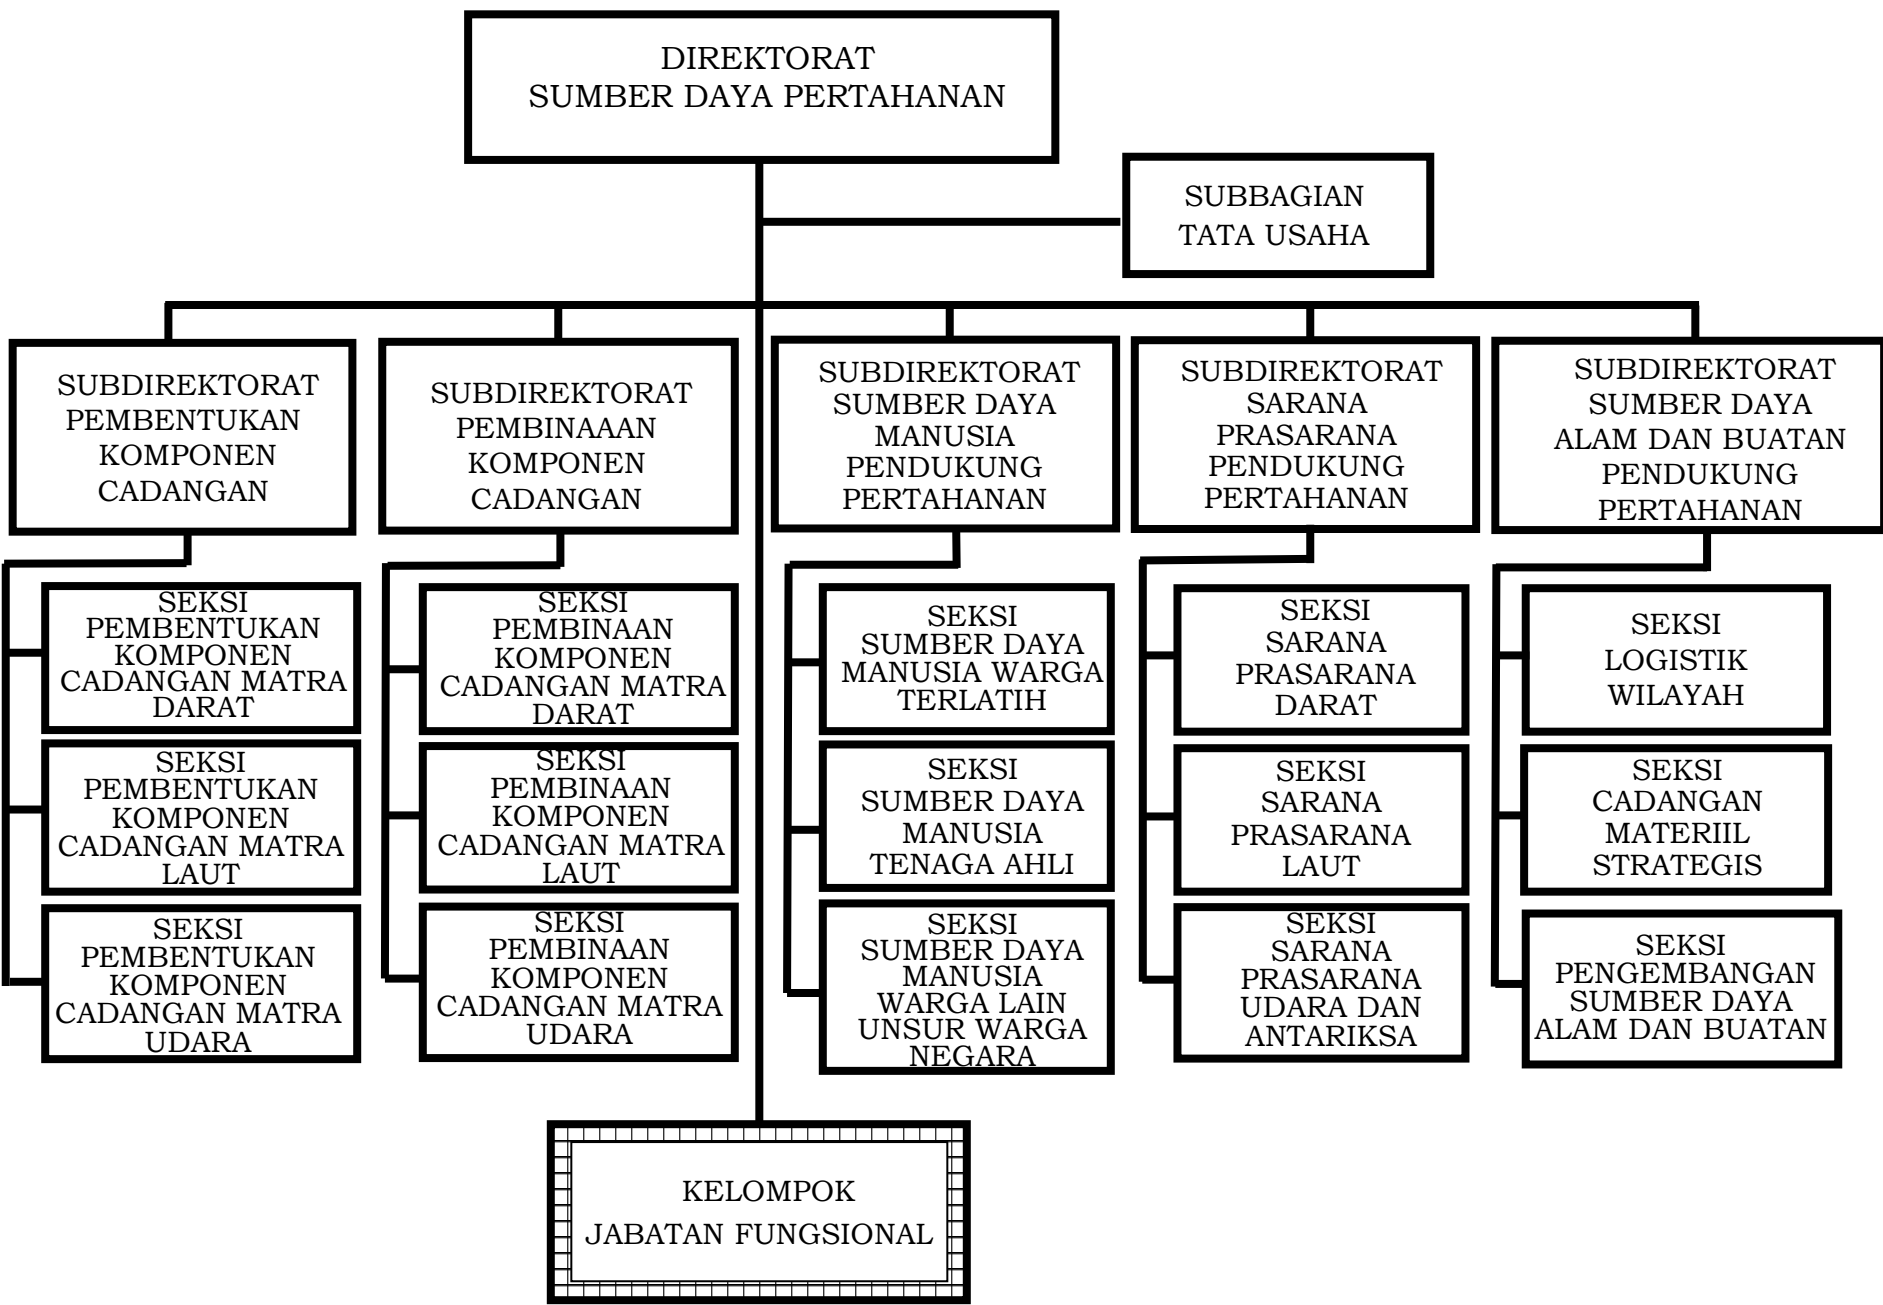 DIREKTORAT
SUMBER DAYA PERTAHANAN
SUBBAGIAN
TATA USAHA
SUBDIREKTORAT
PEMBENTUKAN
KOMPONEN
CADANGAN
SUBDIREKTORAT
PEMBINAAAN
KOMPONEN
CADANGAN
SUBDIREKTORAT
SUMBER DAYA
MANUSIA
PENDUKUNG
PERTAHANAN
SUBDIREKTORAT
SARANA
PRASARANA
PENDUKUNG
PERTAHANAN
SUBDIREKTORAT
SUMBER DAYA
ALAM DAN BUATAN
PENDUKUNG
PERTAHANAN
SEKSI
PEMBENTUKAN
KOMPONEN
CADANGAN MATRA
DARAT
SEKSI
PEMBENTUKAN
KOMPONEN
CADANGAN MATRA
LAUT
SEKSI
PEMBENTUKAN
KOMPONEN
CADANGAN MATRA
UDARA
SEKSI
PEMBINAAN
KOMPONEN
CADANGAN MATRA
DARAT
SEKSI
PEMBINAAN
KOMPONEN
CADANGAN MATRA
LAUT
SEKSI
PEMBINAAN
KOMPONEN
CADANGAN MATRA
UDARA
SEKSI
SUMBER DAYA
MANUSIA WARGA
TERLATIH
SEKSI
SUMBER DAYA
MANUSIA
TENAGA AHLI
SEKSI
SUMBER DAYA
MANUSIA
WARGA LAIN
UNSUR WARGA
NEGARA
SEKSI
SARANA
PRASARANA
DARAT
SEKSI
SARANA
PRASARANA
LAUT
SEKSI
SARANA
PRASARANA
UDARA DAN
ANTARIKSA
SEKSI
LOGISTIK
WILAYAH
SEKSI
CADANGAN
MATERIIL
STRATEGIS
SEKSI
PENGEMBANGAN
SUMBER DAYA
ALAM DAN BUATAN
KELOMPOK
JABATAN FUNGSIONAL